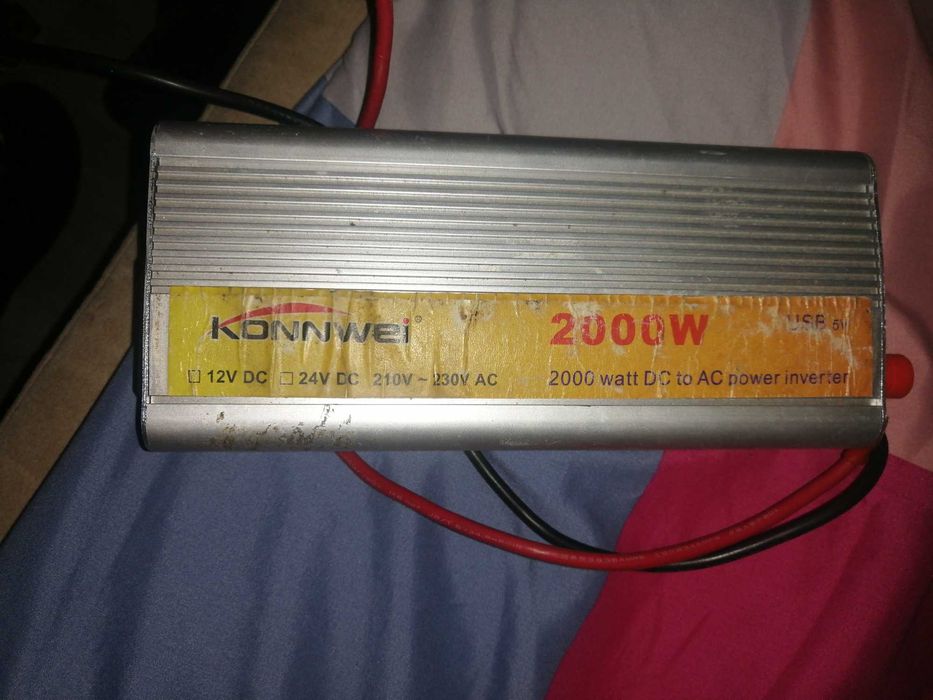 KONNWEI®
2000W
USB 5V
☐ 12V DC ☐ 24V DC 210V ~ 230V AC
2000 watt DC to AC power inverter